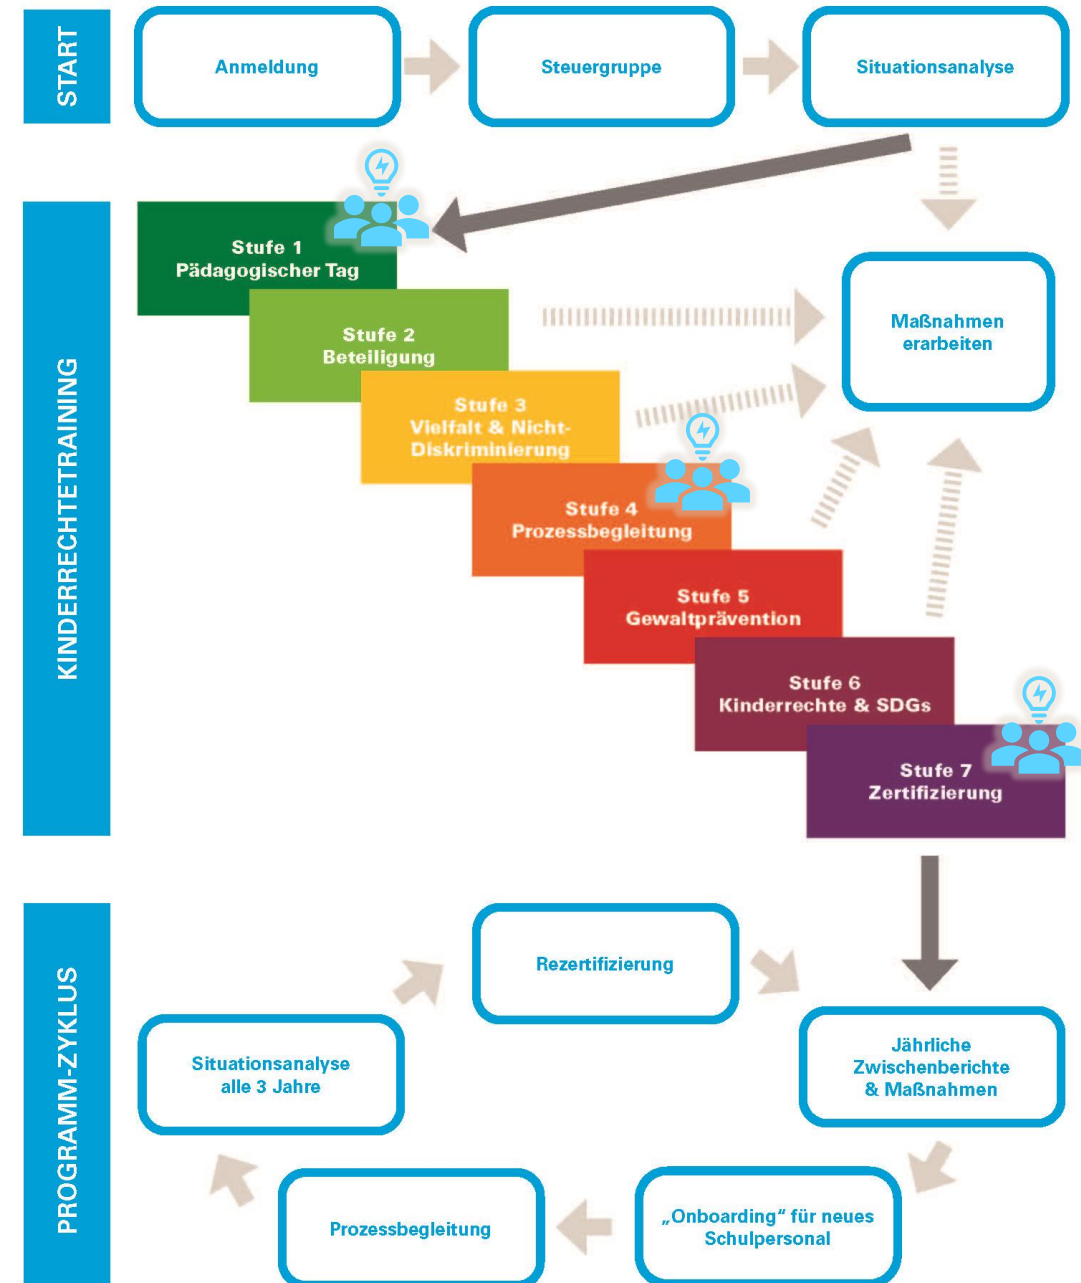 START
Anmeldung
Steuergruppe
Situationsanalyse
KINDERRECHTETRAINING
Stufe 1
Pädagogischer Tag
Stufe 2
Beteiligung
Maßnahmen
erarbeiten
Stufe 3
Vielfalt & Nicht-
Diskriminierung
Stufe 4
Prozessbegleitung
Stufe 5
Gewaltprävention
Stufe 6
Kinderrechte & SDGs
Stufe 7
Zertifizierung
PROGRAMM-ZYKLUS
Rezertifizierung
Situationsanalyse
alle 3 Jahre
Jährliche
Zwischenberichte
& Maßnahmen
Prozessbegleitung
„Onboarding“ für neues
Schulpersonal